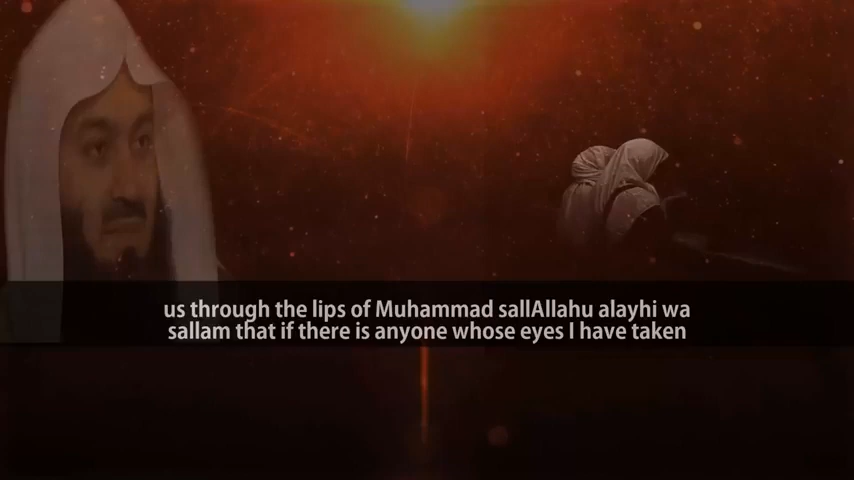 us through the lips of Muhammad sallAllahu alayhi wa
sallam that if there is anyone whose eyes I have taken